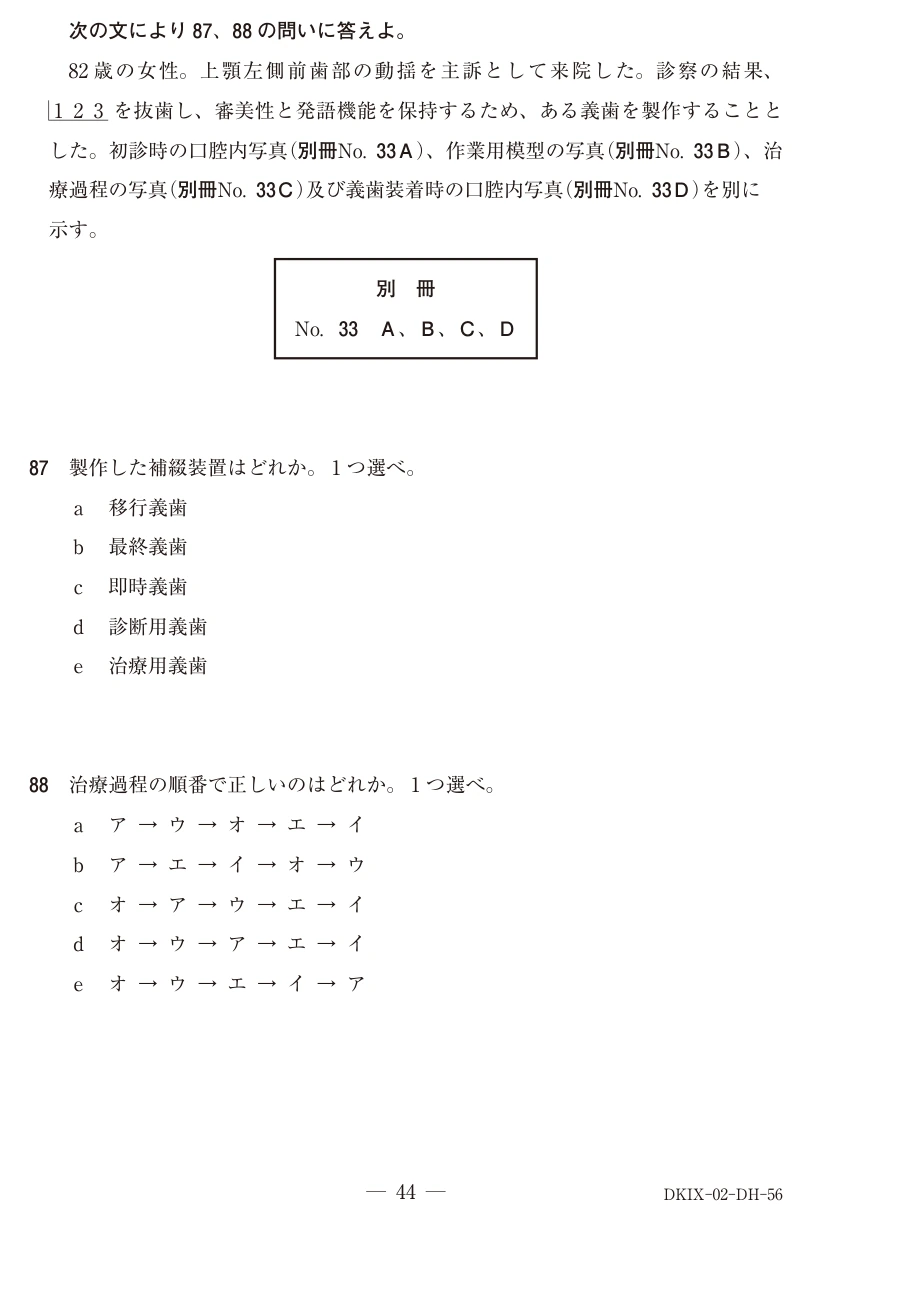 次の文により 87、88 の問いに答えよ。
82 歳の女性。上顎左側前歯部の動揺を主訴として来院した。診察の結果、
1 2 3 を抜歯し、審美性と発語機能を保持するため、ある義歯を製作することと
した。初診時の口腔内写真(別冊No. 33 A)、作業用模型の写真(別冊No. 33 B)、治
療過程の写真(別冊No. 33C)及び義歯装着時の口腔内写真(別冊No. 33D)を別に
示す。
別 冊
No. 33 A、B、C、D
87 製作した補綴装置はどれか。1 つ選べ。
a 移行義歯
b 最終義歯
c 即時義歯
d 診断用義歯
e 治療用義歯
88 治療過程の順番で正しいのはどれか。1 つ選べ。
a ア → ウ → オ → エ → イ
b ア → エ → イ → オ → ウ
c オ → ア → ウ → エ → イ
d オ → ウ → ア → エ → イ
e オ → ウ → エ → イ → ア
— 44 —
DKIX-02-DH-56